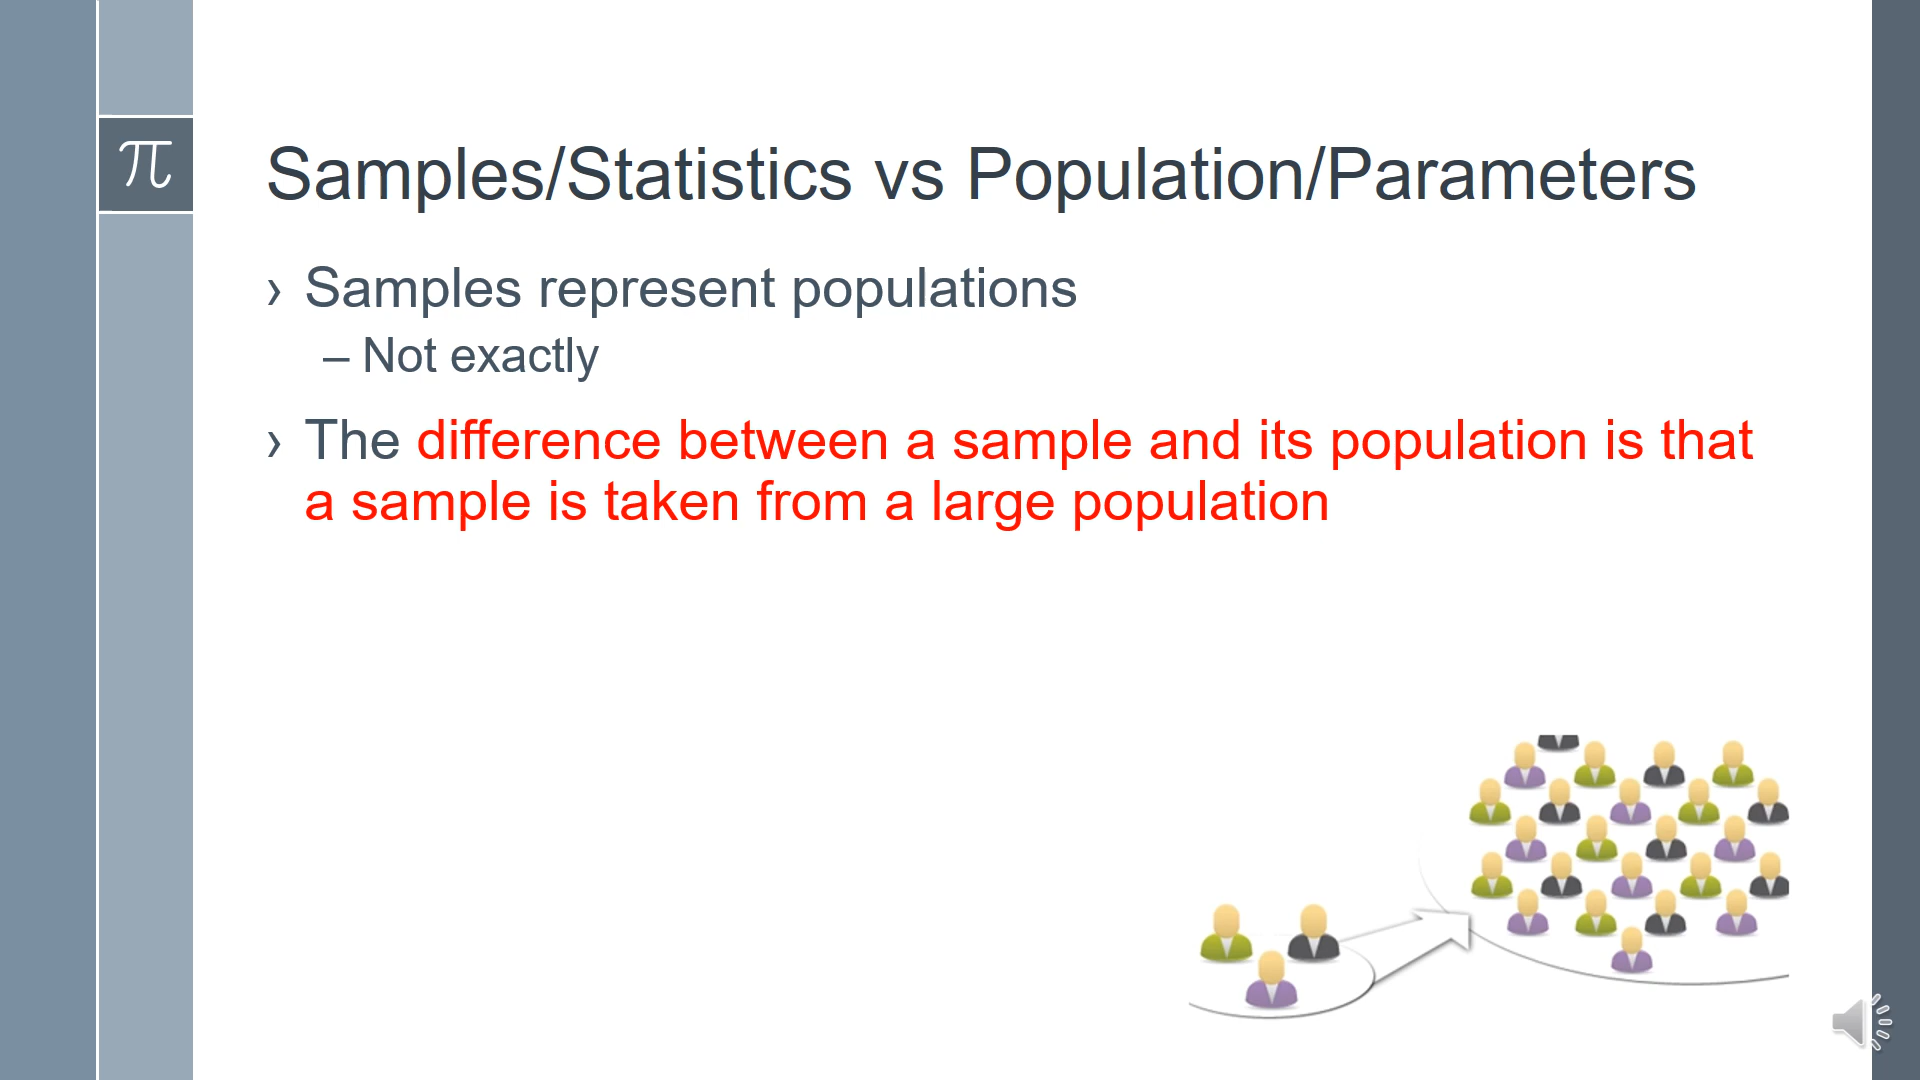 π
Samples/Statistics vs Population/Parameters
› Samples represent populations
– Not exactly
› The difference between a sample and its population is that
a sample is taken from a large population